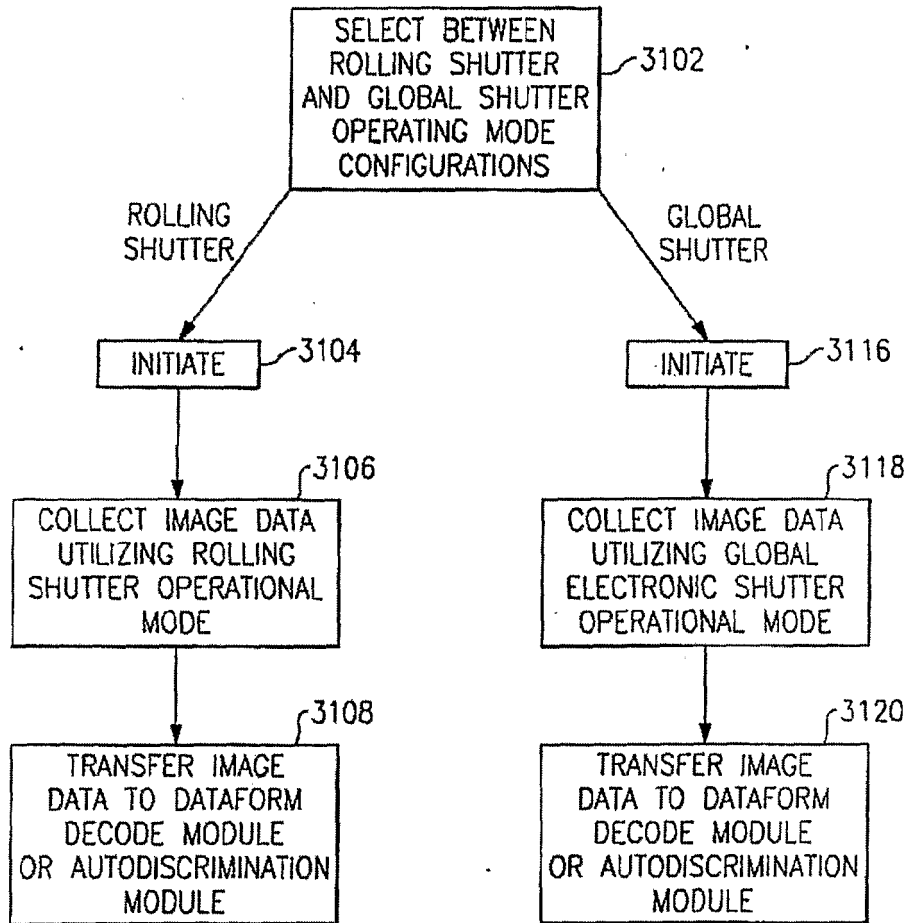 SELECT BETWEEN
ROLLING SHUTTER
AND GLOBAL SHUTTER
OPERATING MODE
CONFIGURATIONS
3102
ROLLING
SHUTTER
GLOBAL
SHUTTER
INITIATE
3104
INITIATE
3116
3106
COLLECT IMAGE DATA
UTILIZING ROLLING
SHUTTER OPERATIONAL
MODE
3118
COLLECT IMAGE DATA
UTILIZING GLOBAL
ELECTRONIC SHUTTER
OPERATIONAL MODE
3108
TRANSFER IMAGE
DATA TO DATAFORM
DECODE MODULE
OR AUTODISCRIMINATION
MODULE
3120
TRANSFER IMAGE
DATA TO DATAFORM
DECODE MODULE
OR AUTODISCRIMINATION
MODULE